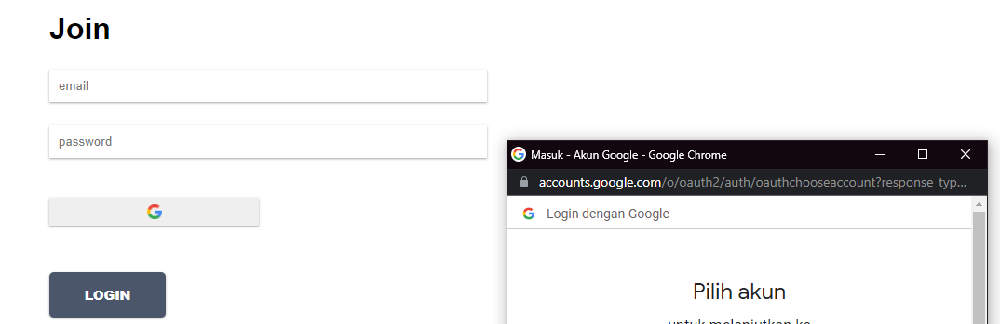 Join
email
password
LOGIN
Masuk - Akun Google - Google Chrome
accounts.google.com/o/oauth2/auth/oauthchooseaccount?response_typ...
Login dengan Google
Pilih akun
untuk melanjutkan ke